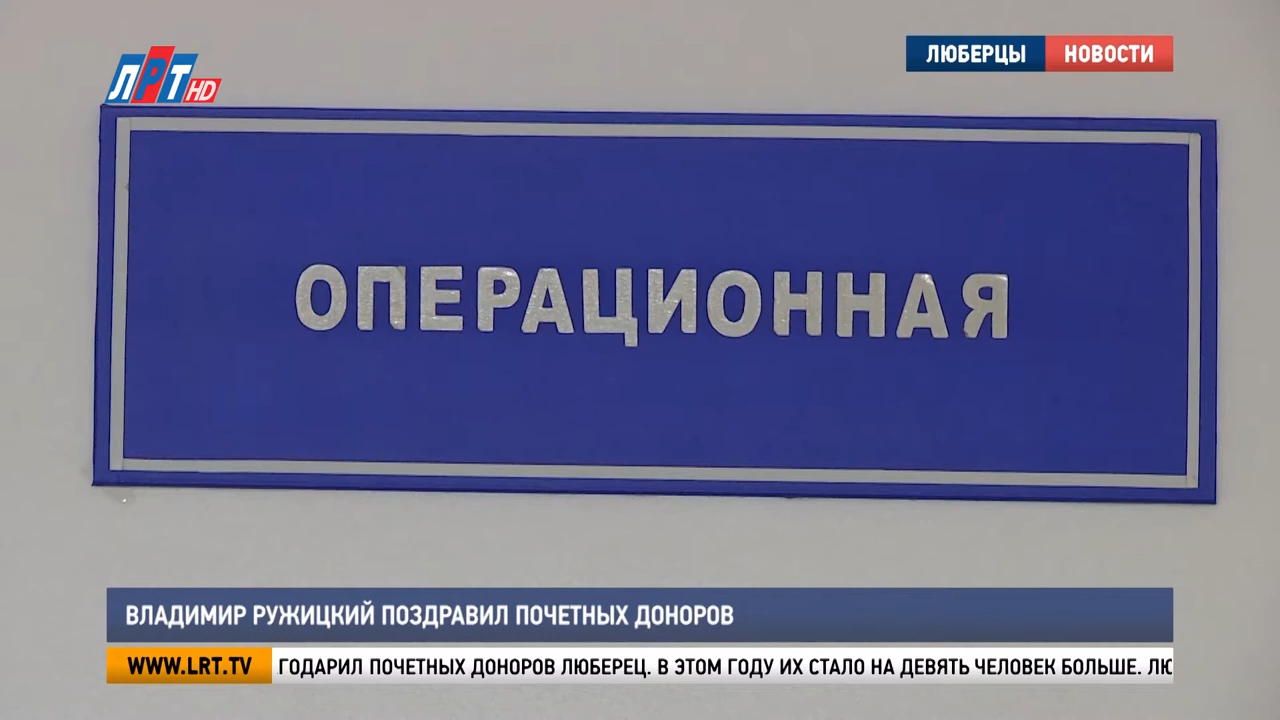 ЛРТ HD
ЛЮБЕРЦЫ НОВОСТИ
ОПЕРАЦИОННАЯ
ВЛАДИМИР РУЖИЦКИЙ ПОЗДРАВИЛ ПОЧЕТНЫХ ДОНОРОВ
WWW.LRT.TV ГОДАРИЛ ПОЧЕТНЫХ ДОНОРОВ ЛЮБЕРЕЦ. В ЭТОМ ГОДУ ИХ СТАЛО НА ДЕВЯТЬ ЧЕЛОВЕК БОЛЬШЕ. ЛЮ